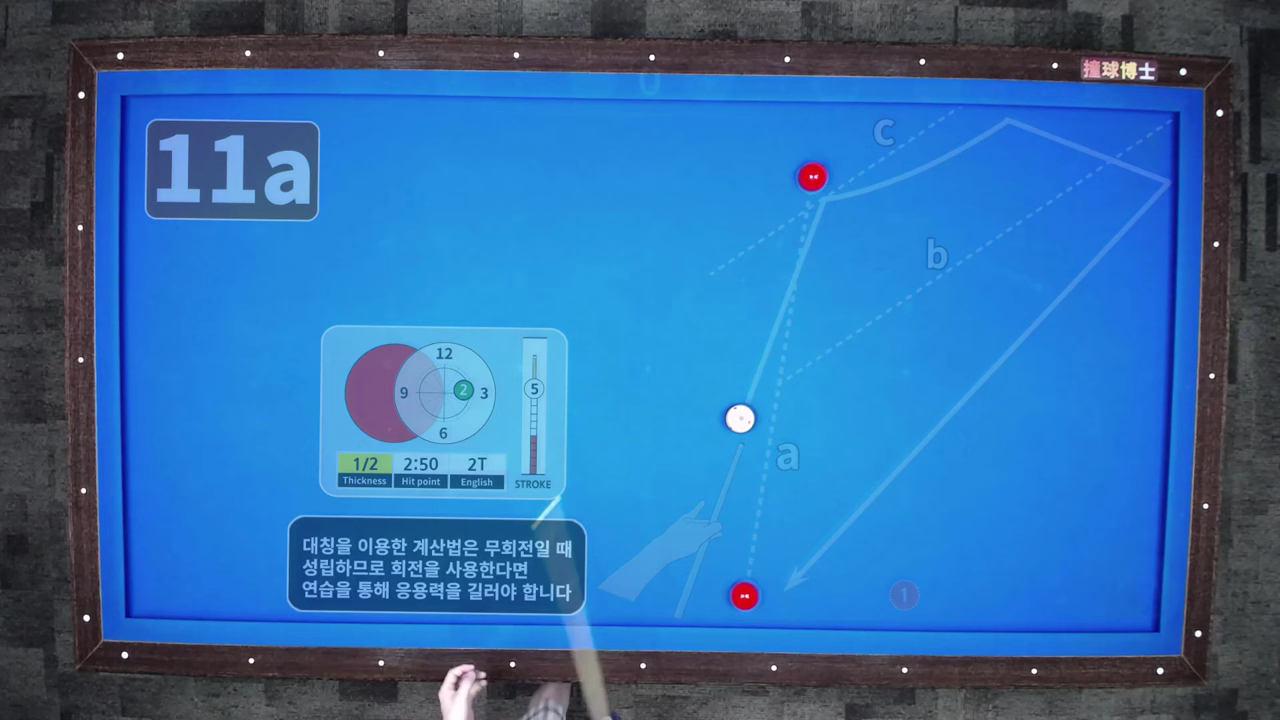 撞球博士
0
11a
c
b
12
9
2
3
6
5
1/2
2:50
2T
Thickness
Hit point
English
STROKE
a
대칭을 이용한 계산법은 무회전일 때
성립하므로 회전을 사용한다면
연습을 통해 응용력을 길러야 합니다
1